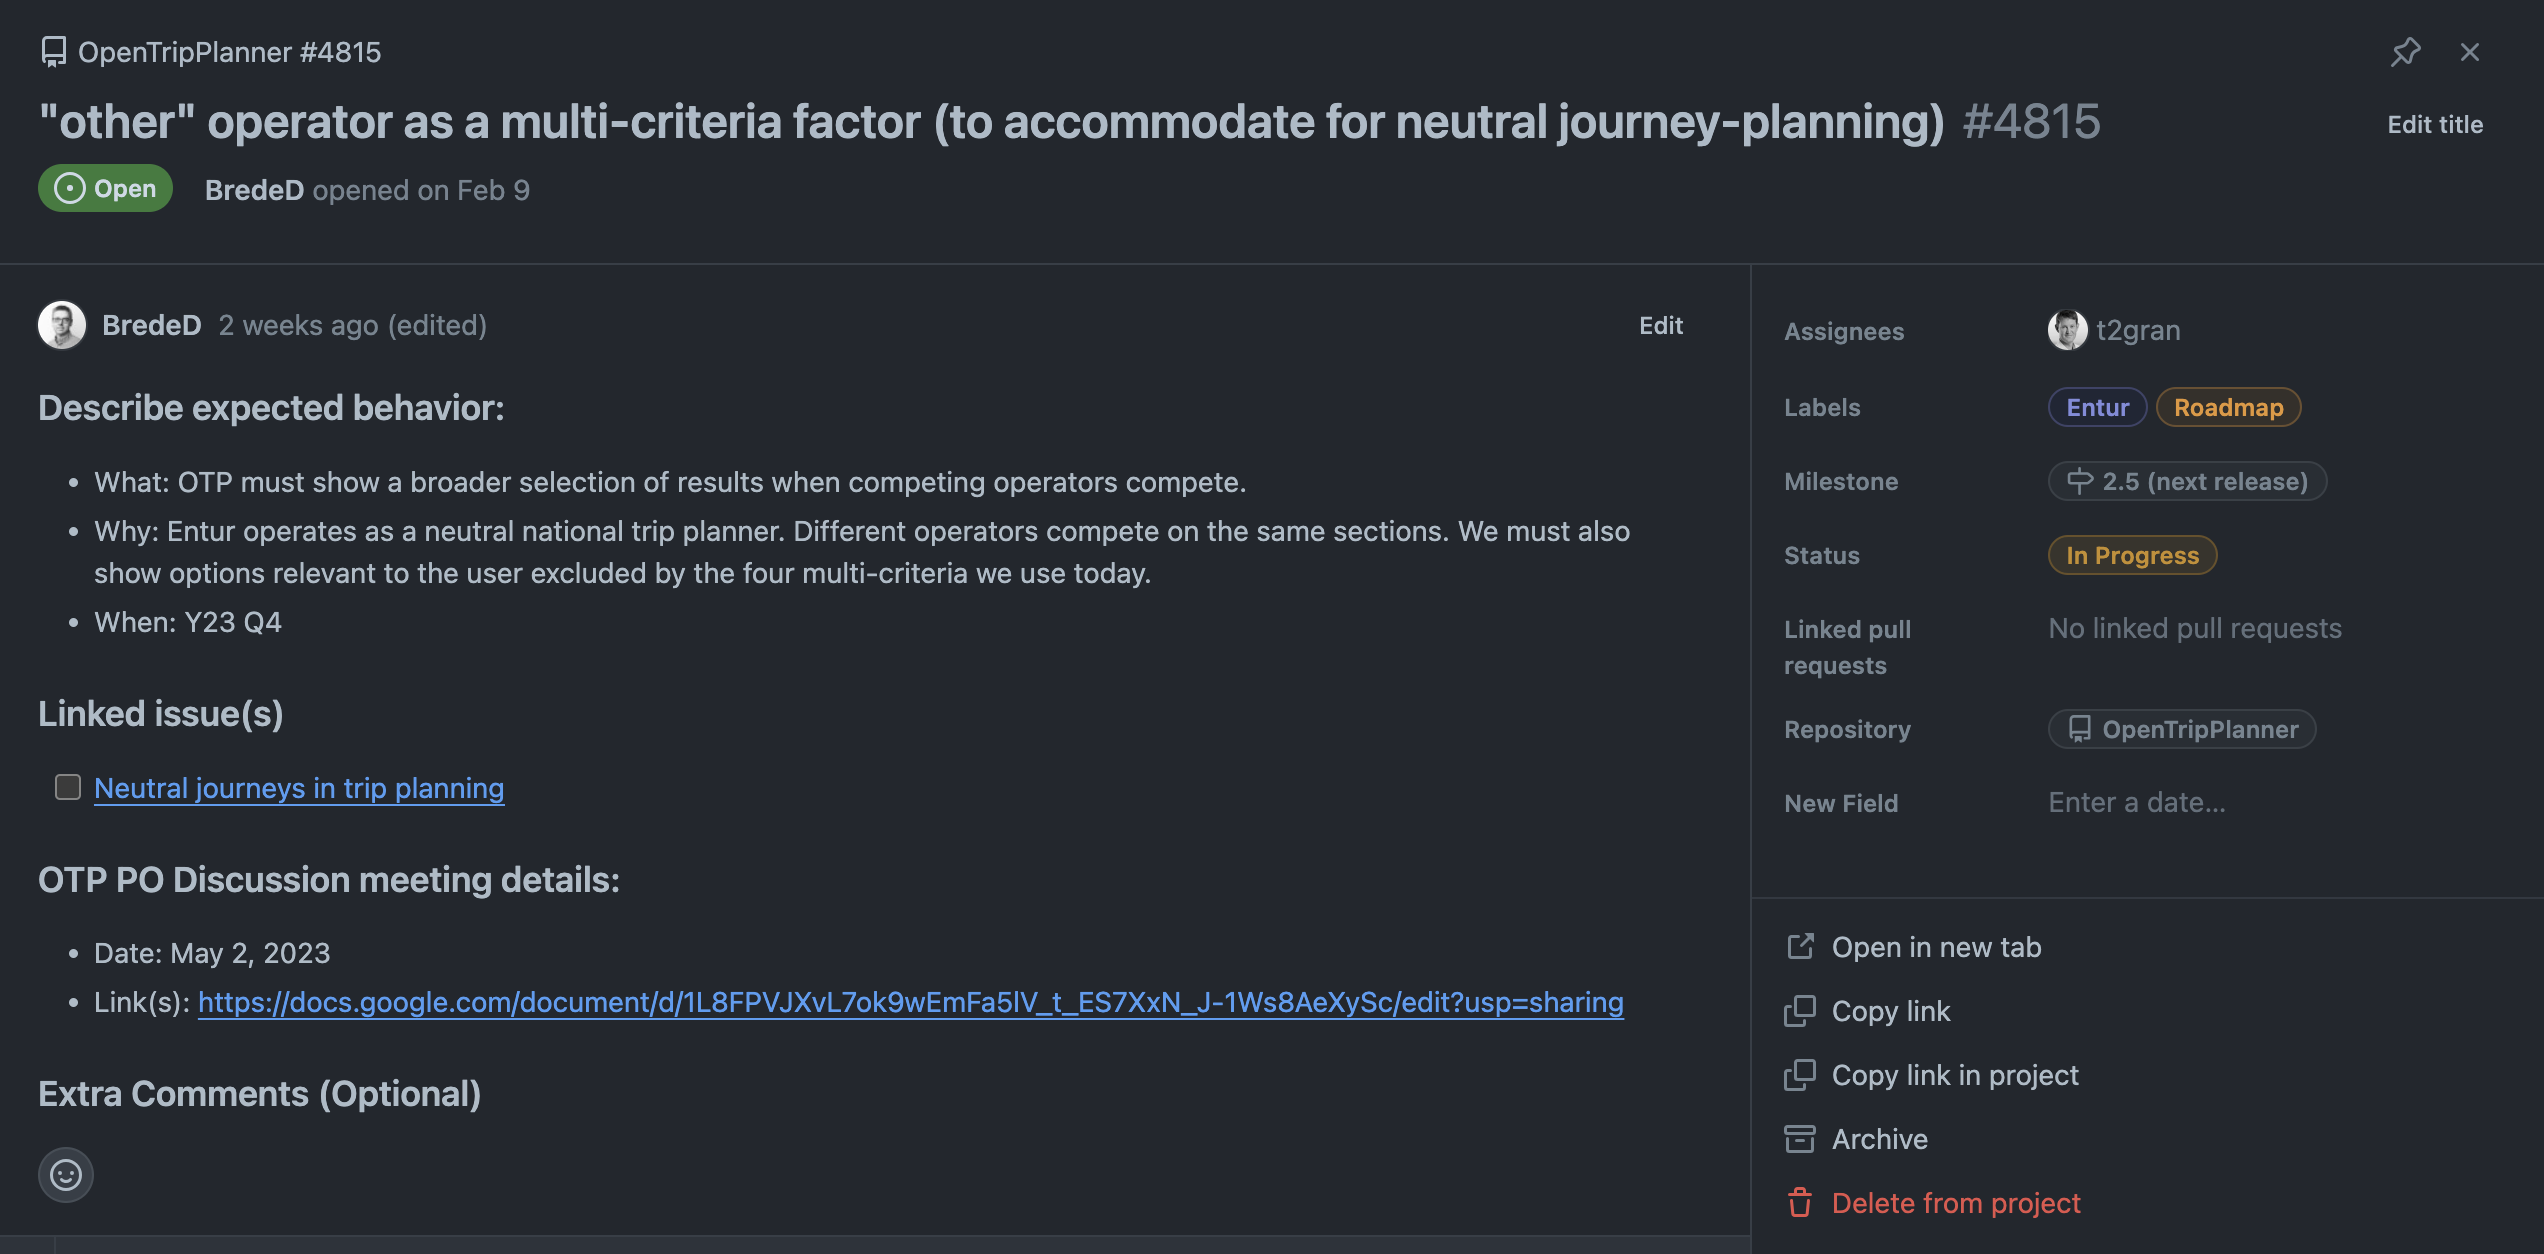 OpenTripPlanner #4815
"other" operator as a multi-criteria factor (to accommodate for neutral journey-planning) #4815
Edit title
Open
BredeD opened on Feb 9
BredeD 2 weeks ago (edited)
Edit
Describe expected behavior:
• What: OTP must show a broader selection of results when competing operators compete.
• Why: Entur operates as a neutral national trip planner. Different operators compete on the same sections. We must also
show options relevant to the user excluded by the four multi-criteria we use today.
• When: Y23 Q4
Linked issue(s)
Neutral journeys in trip planning
OTP PO Discussion meeting details:
• Date: May 2, 2023
• Link(s): https://docs.google.com/document/d/1L8FPVJXvL7ok9wEmFa5lV_t_ES7XxN_J-1Ws8AeXySc/edit?usp=sharing
Extra Comments (Optional)
Assignees
t2gran
Labels
Entur Roadmap
Milestone
2.5 (next release)
Status
In Progress
Linked pull
requests
No linked pull requests
Repository
OpenTripPlanner
New Field
Enter a date...
Open in new tab
Copy link
Copy link in project
Archive
Delete from project